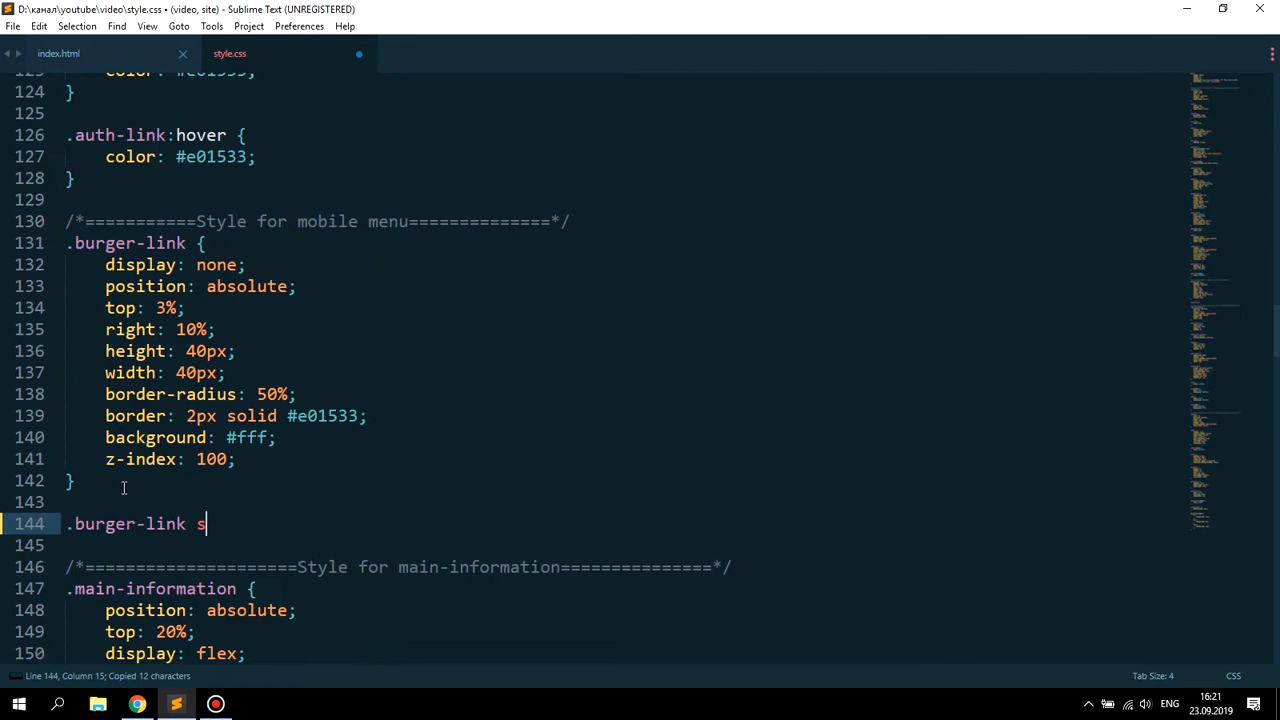 D:\канал\youtube\video\style.css • (video, site) - Sublime Text (UNREGISTERED)
File Edit Selection Find View Goto Tools Project Preferences Help
index.html style.css
123 color: #e01533;
124 }
125
126 .auth-link:hover {
127 color: #e01533;
128 }
129
130 /*===========Style for mobile menu==============*/
131 .burger-link {
132 display: none;
133 position: absolute;
134 top: 3%;
135 right: 10%;
136 height: 40px;
137 width: 40px;
138 border-radius: 50%;
139 border: 2px solid #e01533;
140 background: #fff;
141 z-index: 100;
142 }
143
144 .burger-link s
145
146 /*=====================Style for main-information===============*/
147 .main-information {
148 position: absolute;
149 top: 20%;
150 display: flex;
Line 144, Column 15; Copied 12 characters Tab Size: 4 CSS
ENG 16:21
23.09.2019